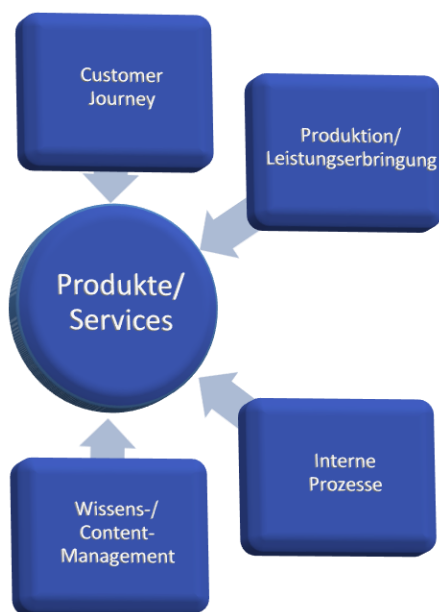 Customer
Journey
Produktion/
Leistungserbringung
Produkte/
Services
Interne
Prozesse
Wissens-/
Content-
Management